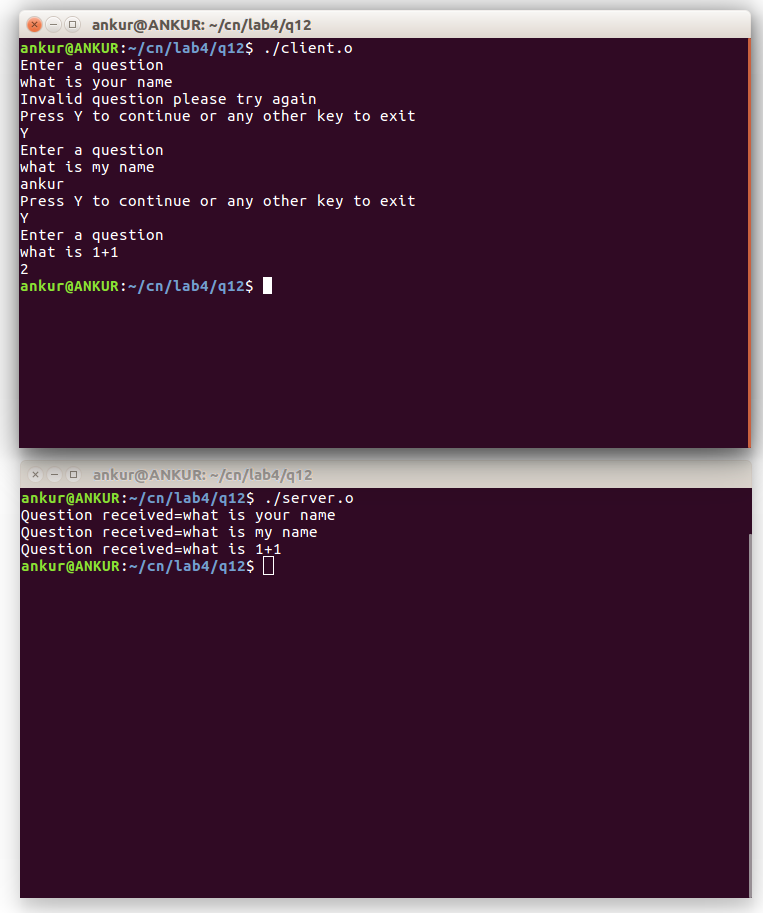 ankur@ANKUR: ~/cn/lab4/q12
ankur@ANKUR:~/cn/lab4/q12$ ./client.o
Enter a question
what is your name
Invalid question please try again
Press Y to continue or any other key to exit
Y
Enter a question
what is my name
ankur
Press Y to continue or any other key to exit
Y
Enter a question
what is 1+1
2
ankur@ANKUR:~/cn/lab4/q12$
ankur@ANKUR: ~/cn/lab4/q12
ankur@ANKUR:~/cn/lab4/q12$ ./server.o
Question received=what is your name
Question received=what is my name
Question received=what is 1+1
ankur@ANKUR:~/cn/lab4/q12$